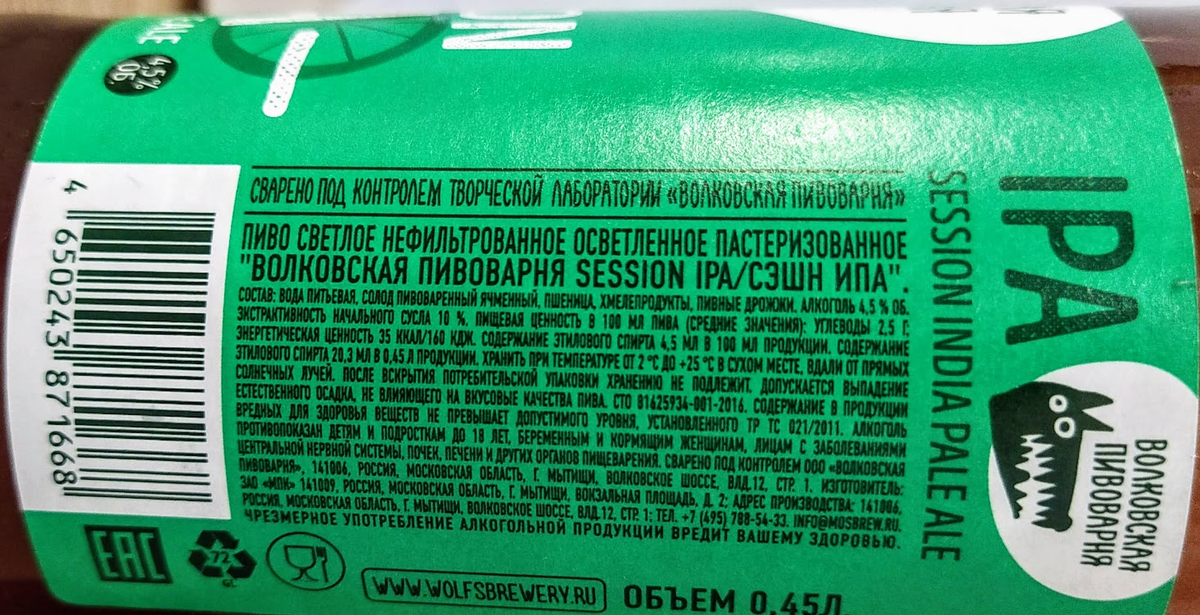 ALE
4,5%
ОБ.
СВАРЕНО ПОД КОНТРОЛЕМ ТВОРЧЕСКОЙ ЛАБОРАТОРИИ «ВОЛКОВСКАЯ ПИВОВАРНЯ»
ПИВО СВЕТЛОЕ НЕФИЛЬТРОВАННОЕ ОСВЕТЛЕННОЕ ПАСТЕРИЗОВАННОЕ
"ВОЛКОВСКАЯ ПИВОВАРНЯ SESSION IPA/СЭШН ИПА".
СОСТАВ: ВОДА ПИТЬЕВАЯ, СОЛОД ПИВОВАРЕННЫЙ ЯЧМЕННЫЙ, ПШЕНИЦА, ХМЕЛЕПРОДУКТЫ, ПИВНЫЕ ДРОЖЖИ. АЛКОГОЛЬ 4,5 % ОБ.
ЭКСТРАКТИВНОСТЬ НАЧАЛЬНОГО СУСЛА 10 %. ПИЩЕВАЯ ЦЕННОСТЬ В 100 МЛ ПИВА (СРЕДНИЕ ЗНАЧЕНИЯ): УГЛЕВОДЫ 2,5 Г;
ЭНЕРГЕТИЧЕСКАЯ ЦЕННОСТЬ 35 ККАЛ/160 КДЖ. СОДЕРЖАНИЕ ЭТИЛОВОГО СПИРТА 4,5 МЛ В 100 МЛ ПРОДУКЦИИ. СОДЕРЖАНИЕ
ЭТИЛОВОГО СПИРТА 20,3 МЛ В 0,45 Л ПРОДУКЦИИ. ХРАНИТЬ ПРИ ТЕМПЕРАТУРЕ ОТ 2 °С ДО +25 °С В СУХОМ МЕСТЕ, ВДАЛИ ОТ ПРЯМЫХ
СОЛНЕЧНЫХ ЛУЧЕЙ. ПОСЛЕ ВСКРЫТИЯ ПОТРЕБИТЕЛЬСКОЙ УПАКОВКИ ХРАНЕНИЮ НЕ ПОДЛЕЖИТ. ДОПУСКАЕТСЯ ВЫПАДЕНИЕ
ЕСТЕСТВЕННОГО ОСАДКА, НЕ ВЛИЯЮЩЕГО НА ВКУСОВЫЕ КАЧЕСТВА ПИВА. СТО 81625934-001-2016. СОДЕРЖАНИЕ В ПРОДУКЦИИ
ВРЕДНЫХ ДЛЯ ЗДОРОВЬЯ ВЕЩЕСТВ НЕ ПРЕВЫШАЕТ ДОПУСТИМОГО УРОВНЯ, УСТАНОВЛЕННОГО ТР ТС 021/2011. АЛКОГОЛЬ
ПРОТИВОПОКАЗАН ДЕТЯМ И ПОДРОСТКАМ ДО 18 ЛЕТ, БЕРЕМЕННЫМ И КОРМЯЩИМ ЖЕНЩИНАМ, ЛИЦАМ С ЗАБОЛЕВАНИЯМИ
ЦЕНТРАЛЬНОЙ НЕРВНОЙ СИСТЕМЫ, ПОЧЕК, ПЕЧЕНИ И ДРУГИХ ОРГАНОВ ПИЩЕВАРЕНИЯ. СВАРЕНО ПОД КОНТРОЛЕМ ООО «ВОЛКОВСКАЯ
ПИВОВАРНЯ», 141006, РОССИЯ, МОСКОВСКАЯ ОБЛАСТЬ, Г. МЫТИЩИ, ВОЛКОВСКОЕ ШОССЕ, ВЛД.12, СТР. 1. ИЗГОТОВИТЕЛЬ:
ЗАО «МПК» 141009, РОССИЯ, МОСКОВСКАЯ ОБЛАСТЬ, Г. МЫТИЩИ, ВОКЗАЛЬНАЯ ПЛОЩАДЬ, Д. 2; АДРЕС ПРОИЗВОДСТВА: 141006,
РОССИЯ, МОСКОВСКАЯ ОБЛАСТЬ, Г. МЫТИЩИ, ВОЛКОВСКОЕ ШОССЕ, ВЛД.12, СТР. 1; ТЕЛ. +7 (495) 788-54-33. INFO@MOSBREW.RU.
ЧРЕЗМЕРНОЕ УПОТРЕБЛЕНИЕ АЛКОГОЛЬНОЙ ПРОДУКЦИИ ВРЕДИТ ВАШЕМУ ЗДОРОВЬЮ.
4 650243 871668
EAC
72
GL
WWW.WOLFSBREWERY.RU
ОБЪЕМ 0,45Л
IPA
SESSION INDIA PALE ALE
ВОЛКОВСКАЯ
ПИВОВАРНЯ